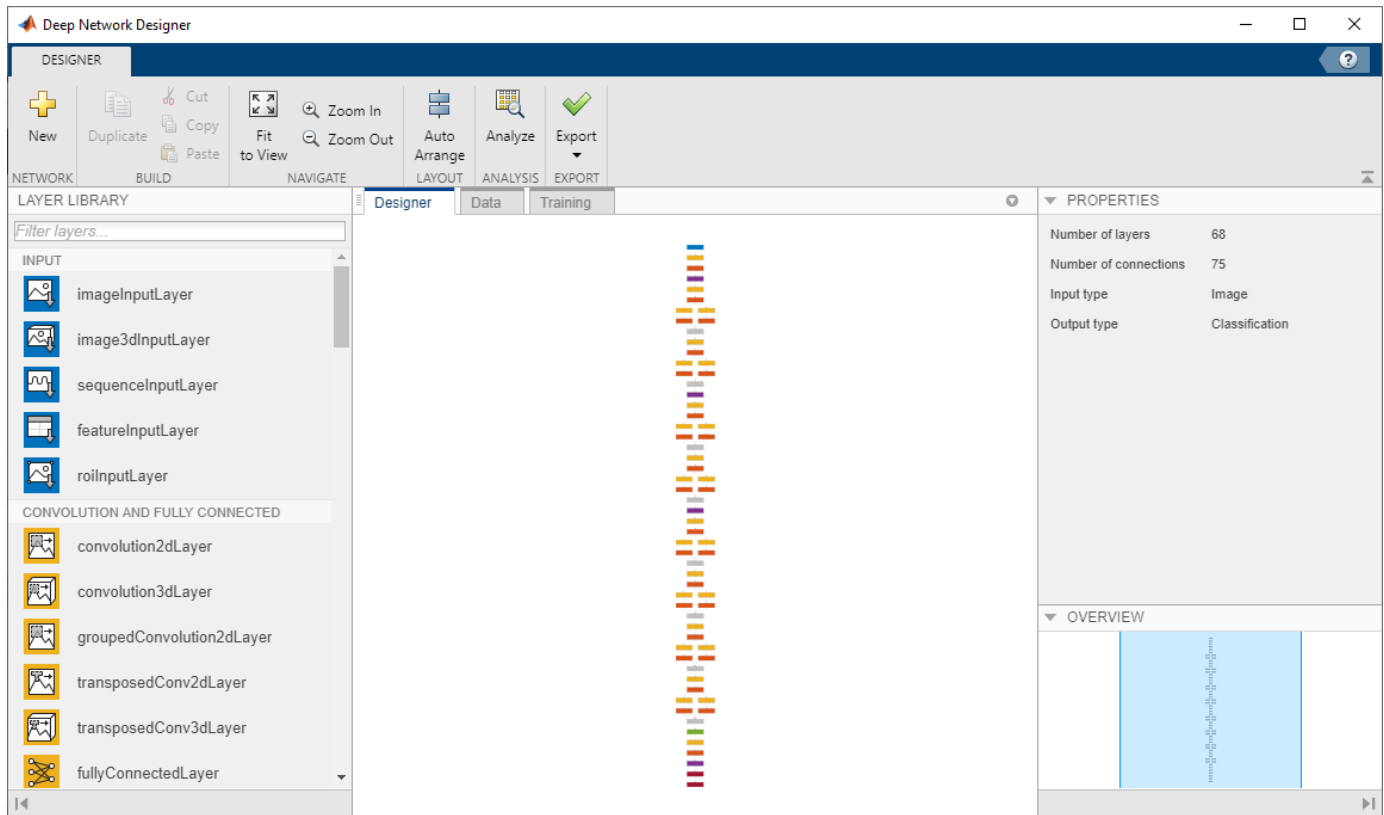 Deep Network Designer
DESIGNER
?
New
Duplicate
Cut
Copy
Paste
Fit
to View
Zoom In
Zoom Out
Auto
Arrange
Analyze
Export
NETWORK
BUILD
NAVIGATE
LAYOUT
ANALYSIS
EXPORT
LAYER LIBRARY
Filter layers...
INPUT
imageInputLayer
image3dInputLayer
sequenceInputLayer
featureInputLayer
roiInputLayer
CONVOLUTION AND FULLY CONNECTED
convolution2dLayer
convolution3dLayer
groupedConvolution2dLayer
transposedConv2dLayer
transposedConv3dLayer
fullyConnectedLayer
Designer
Data
Training
PROPERTIES
Number of layers 68
Number of connections 75
Input type Image
Output type Classification
OVERVIEW